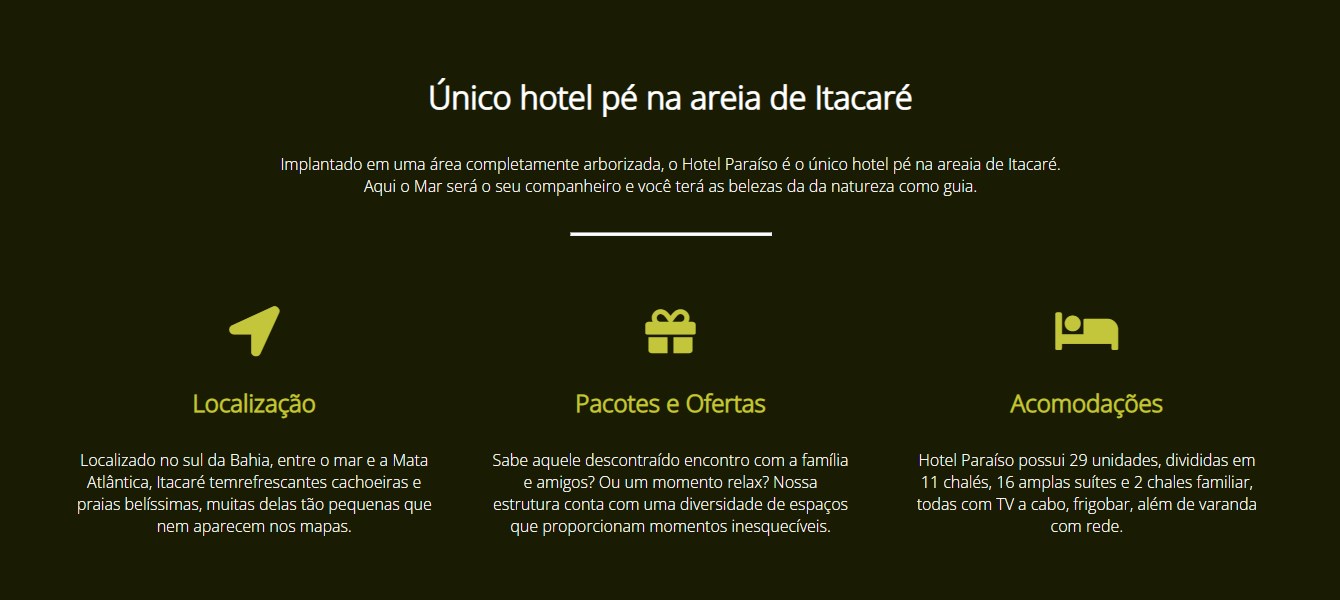 Único hotel pé na areia de Itacaré
Implantado em uma área completamente arborizada, o Hotel Paraíso é o único hotel pé na areaia de Itacaré.
Aqui o Mar será o seu companheiro e você terá as belezas da da natureza como guia.
Localização
Localizado no sul da Bahia, entre o mar e a Mata
Atlântica, Itacaré temrefrescantes cachoeiras e
praias belíssimas, muitas delas tão pequenas que
nem aparecem nos mapas.
Pacotes e Ofertas
Sabe aquele descontraído encontro com a família
e amigos? Ou um momento relax? Nossa
estrutura conta com uma diversidade de espaços
que proporcionam momentos inesquecíveis.
Acomodações
Hotel Paraíso possui 29 unidades, divididas em
11 chalés, 16 amplas suítes e 2 chales familiar,
todas com TV a cabo, frigobar, além de varanda
com rede.